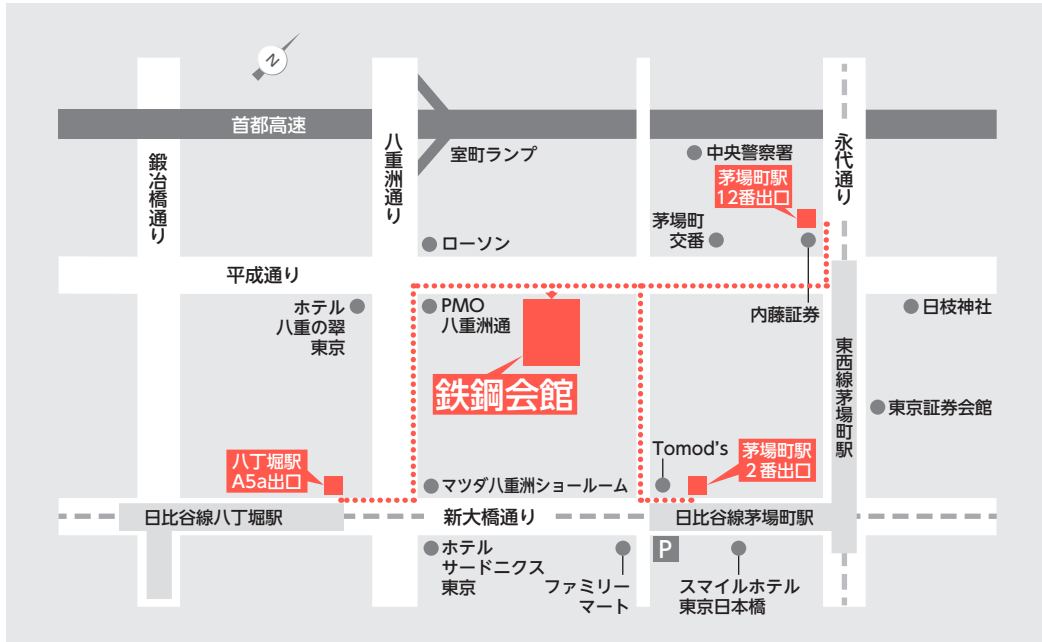 N
首都高速
鍛冶橋通り
八重洲通り
室町ランプ
中央警察署
永代通り
茅場町駅
12番出口
茅場町
交番
ローソン
平成通り
内藤証券
ホテル
八重の翠
東京
PMO
八重洲通
日枝神社
鉄鋼会館
東西線茅場町駅
東京証券会館
八丁堀駅
A5a出口
Tomod's
茅場町駅
2番出口
マツダ八重洲ショールーム
日比谷線八丁堀駅
新大橋通り
日比谷線茅場町駅
ホテル
サードニクス
東京
ファミリー
マート
P
スマイルホテル
東京日本橋